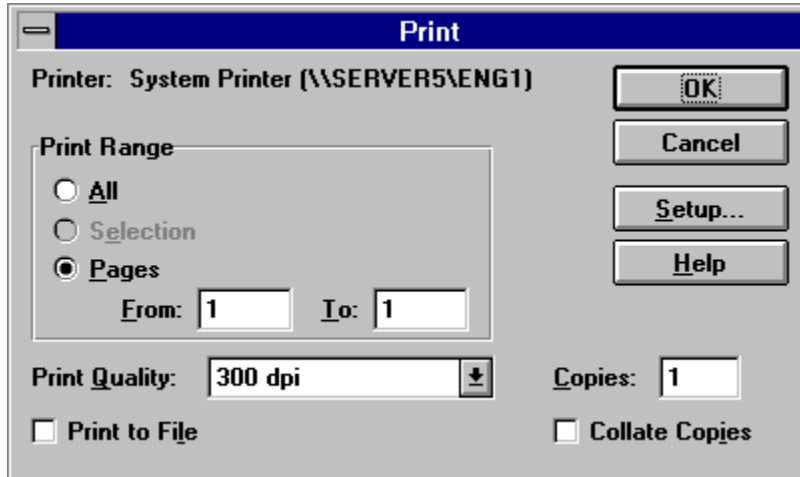 Print
Printer: System Printer (\\SERVER5\ENG1)
OK
Cancel
Setup...
Help
Print Range
All
Selection
Pages
From: 1 To: 1
Print Quality: 300 dpi
Copies: 1
Print to File
Collate Copies